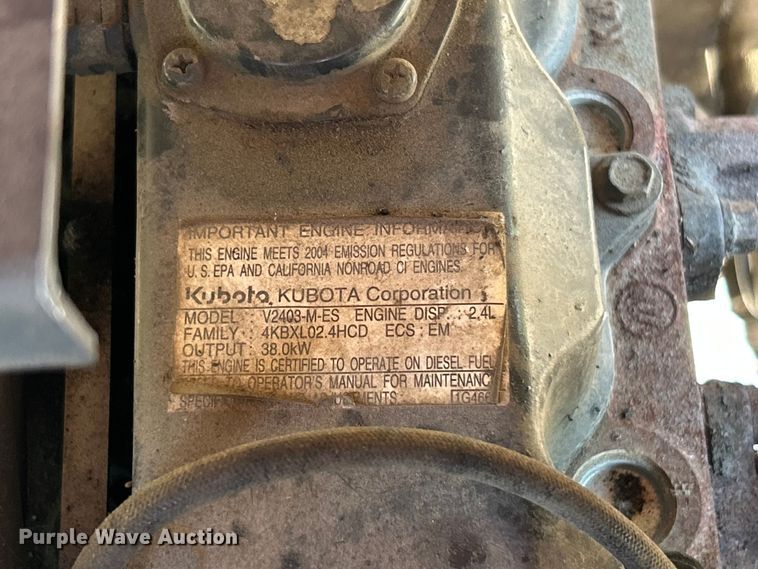 IMPORTANT ENGINE INFORMATION
THIS ENGINE MEETS 2004 EMISSION REGULATIONS FOR
U.S. EPA AND CALIFORNIA NONROAD CI ENGINES
Kubota KUBOTA Corporation
MODEL : V2403-M-ES ENGINE DISP. : 2.4L
FAMILY : 4KBXL02.4HCD ECS : EM
OUTPUT : 38.0kW
THIS ENGINE IS CERTIFIED TO OPERATE ON DIESEL FUEL
TO OPERATOR'S MANUAL FOR MAINTENANC
1G466
Purple Wave Auction